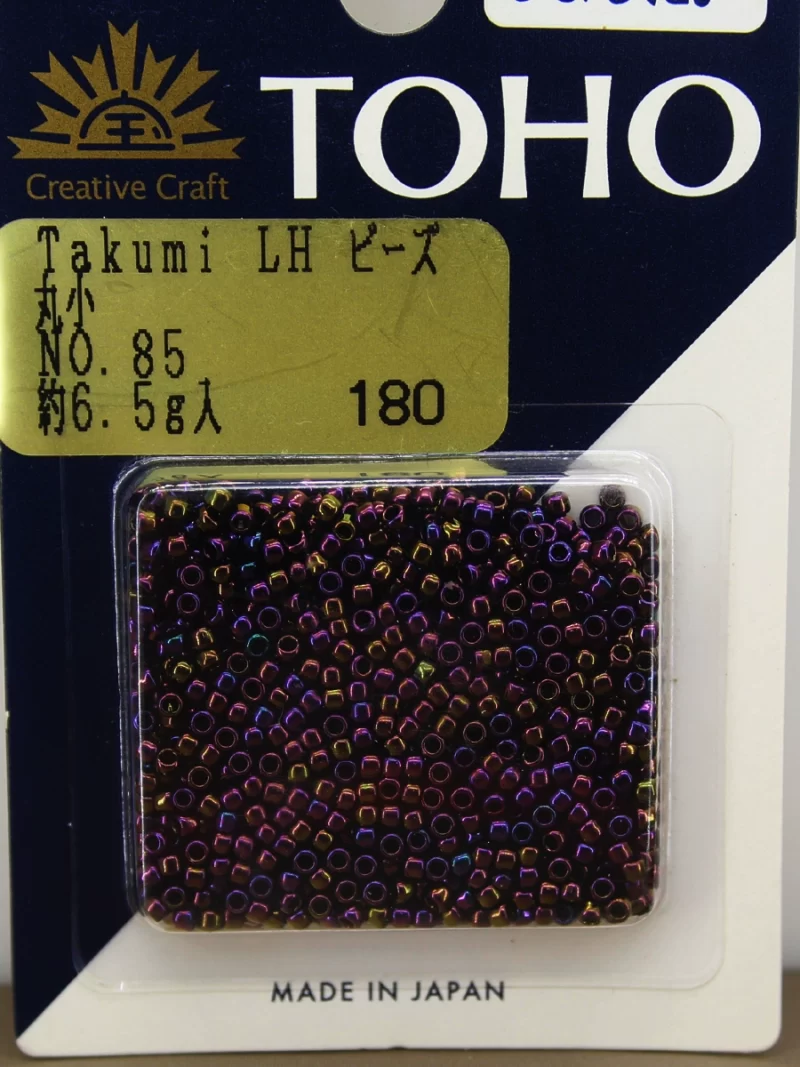 玉
Creative Craft
TOHO
Takumi LH ビーズ
丸小
NO. 85
約6.5g入 180
MADE IN JAPAN